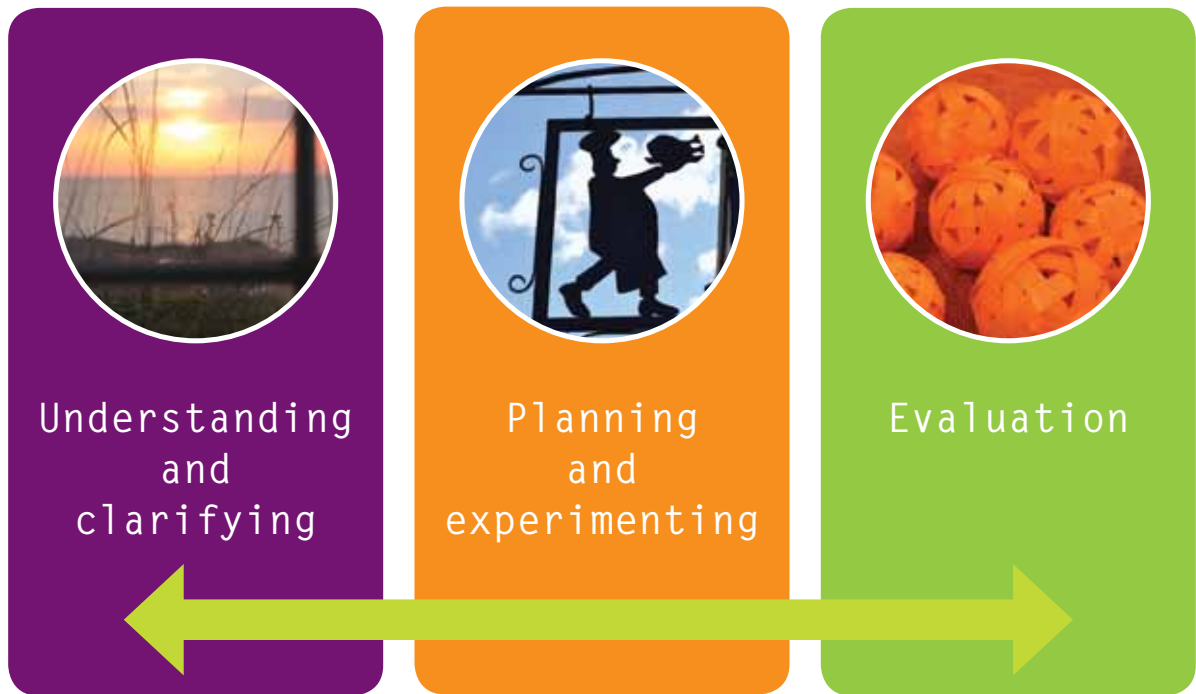 Understanding
and
clarifying
Planning
and
experimenting
Evaluation